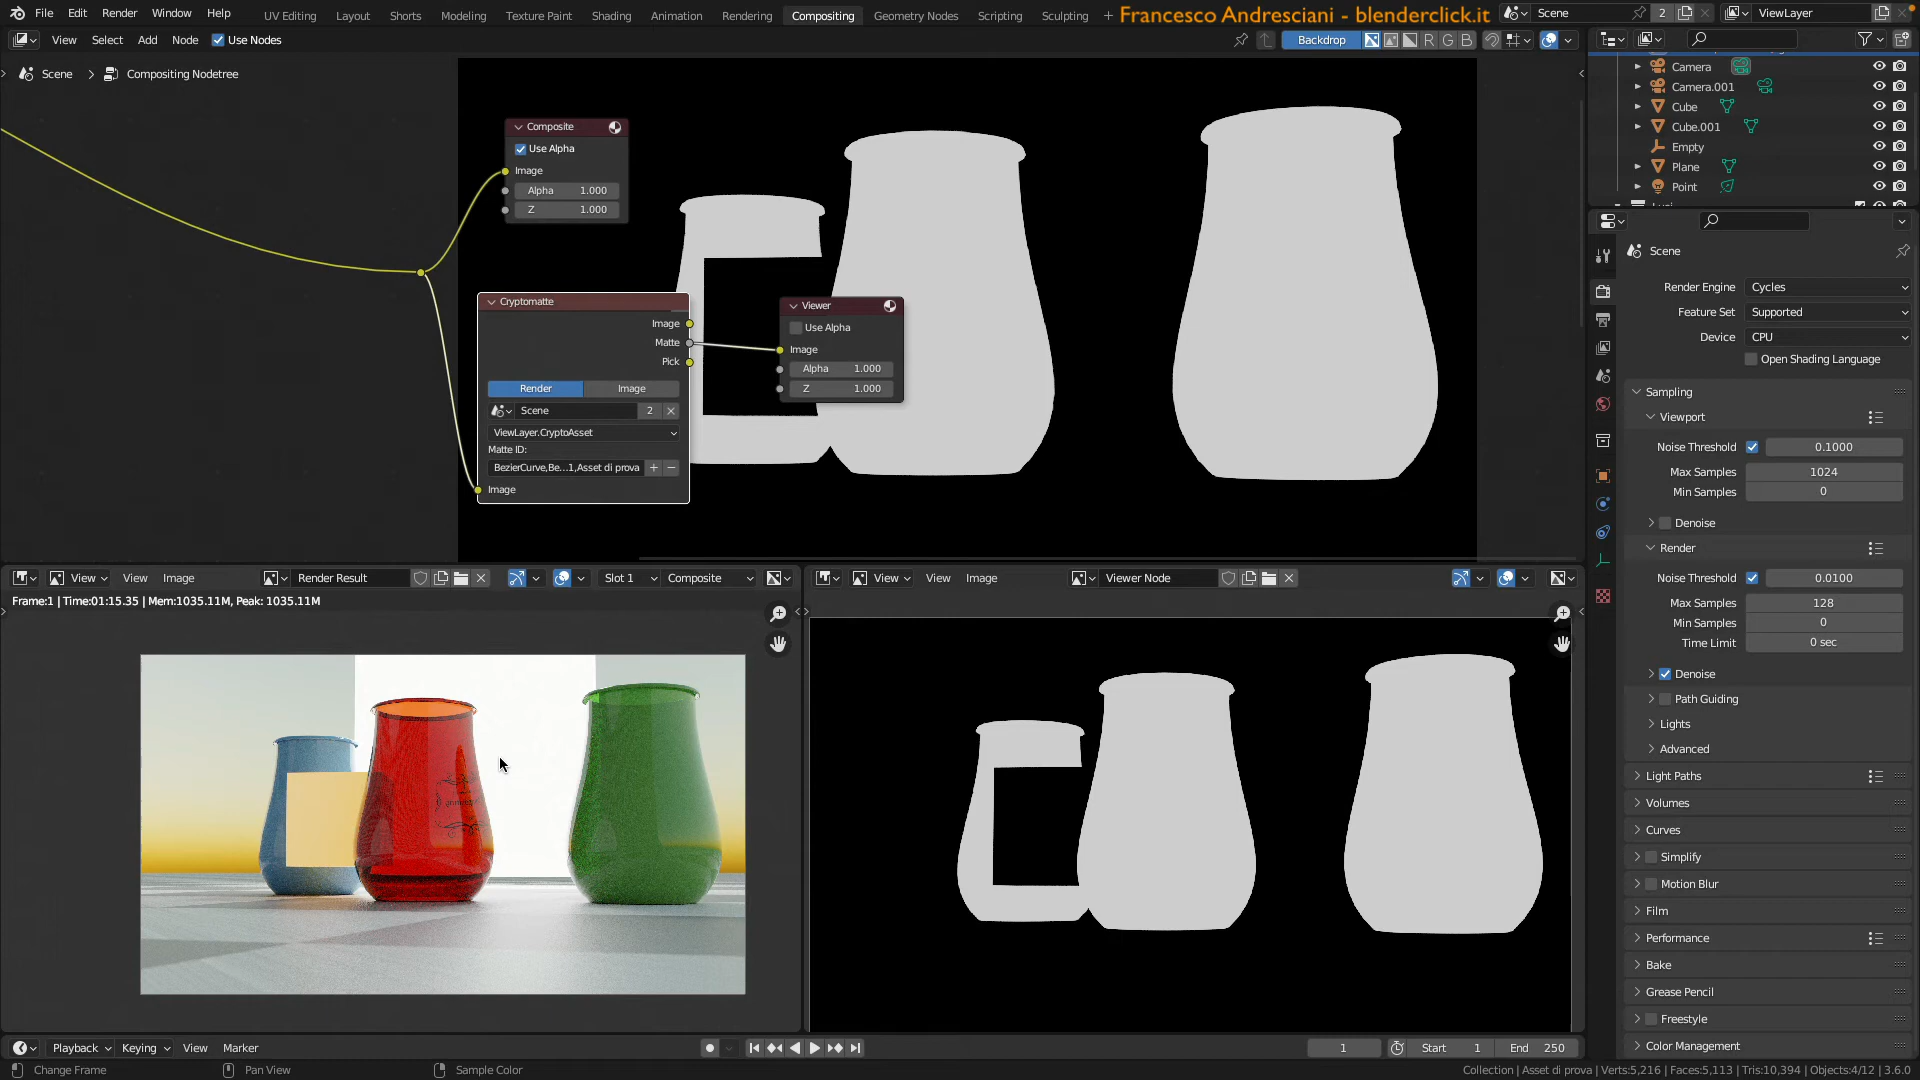 File Edit Render Window Help
UV Editing Layout Shorts Modeling Texture Paint Shading Animation Rendering Compositing Geometry Nodes Scripting Sculpting +
Francesco Andresciani - blenderclick.it
Scene 2 ViewLayer
View Select Add Node Use Nodes
Backdrop R G B
Scene > Compositing Nodetree
Composite
Use Alpha
Image
Alpha 1.000
Z 1.000
Cryptomatte
Image
Matte
Pick
Render Image
Scene 2
ViewLayer.CryptoAsset
Matte ID:
BezierCurve,Be...1,Asset di prova
Image
Viewer
Use Alpha
Image
Alpha 1.000
Z 1.000
Camera
Camera.001
Cube
Cube.001
Empty
Plane
Point
Scene
Render Engine Cycles
Feature Set Supported
Device CPU
Open Shading Language
Sampling
Viewport
Noise Threshold 0.1000
Max Samples 1024
Min Samples 0
Denoise
Render
Noise Threshold 0.0100
Max Samples 128
Min Samples 0
Time Limit 0 sec
Denoise
Path Guiding
Lights
Advanced
Light Paths
Volumes
Curves
Simplify
Motion Blur
Film
Performance
Bake
Grease Pencil
Freestyle
Color Management
View View Image Render Result Slot 1 Composite
Frame:1 | Time:01:15.35 | Mem:1035.11M, Peak: 1035.11M
View View Image Viewer Node
Playback Keying View Marker
1 Start 1 End 250
Change Frame Pan View Sample Color
Collection | Asset di prova | Verts:5,216 | Faces:5,113 | Tris:10,394 | Objects:4/12 | 3.6.0